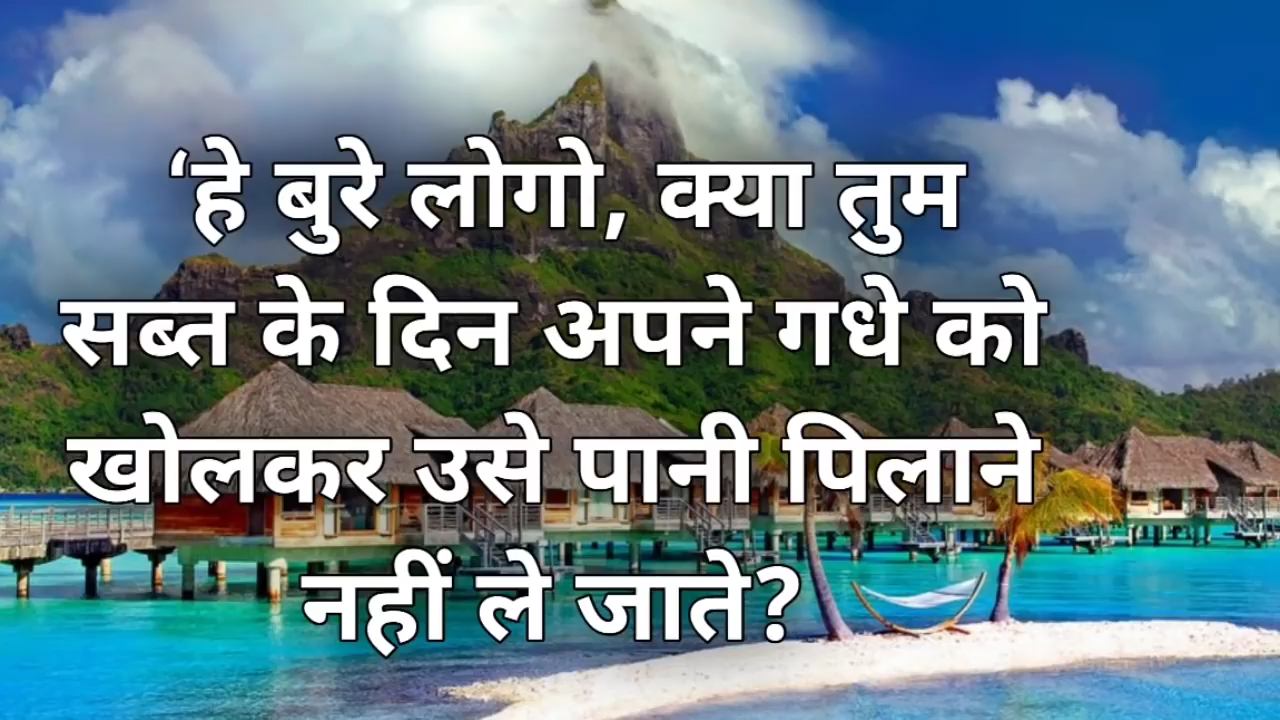 ‘हे बुरे लोगो, क्या तुम
सब्त के दिन अपने गधे को
खोलकर उसे पानी पिलाने
नहीं ले जाते?